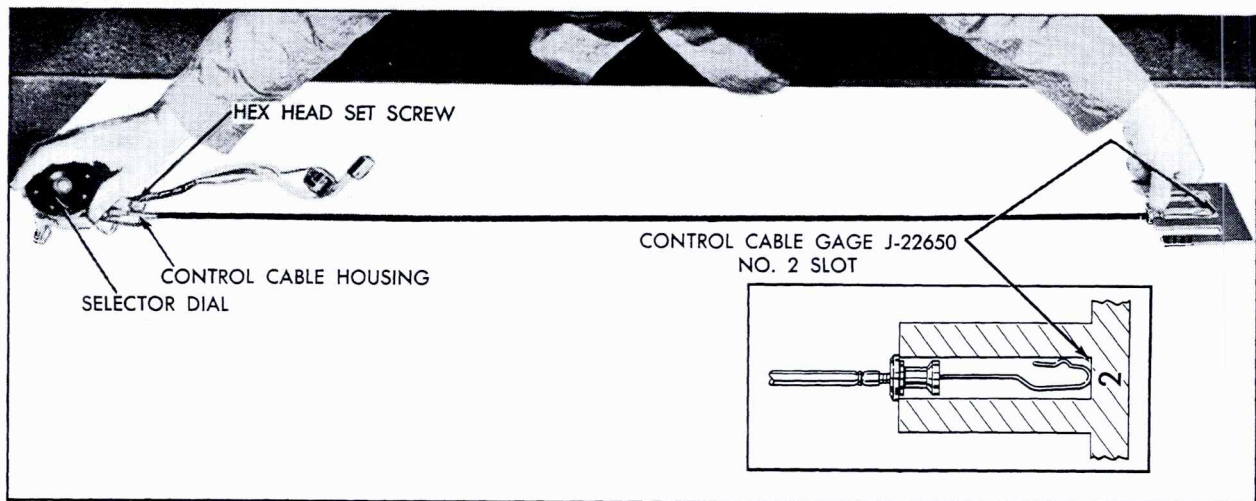 HEX HEAD SET SCREW
CONTROL CABLE GAGE J-22650
NO. 2 SLOT
CONTROL CABLE HOUSING
SELECTOR DIAL
2